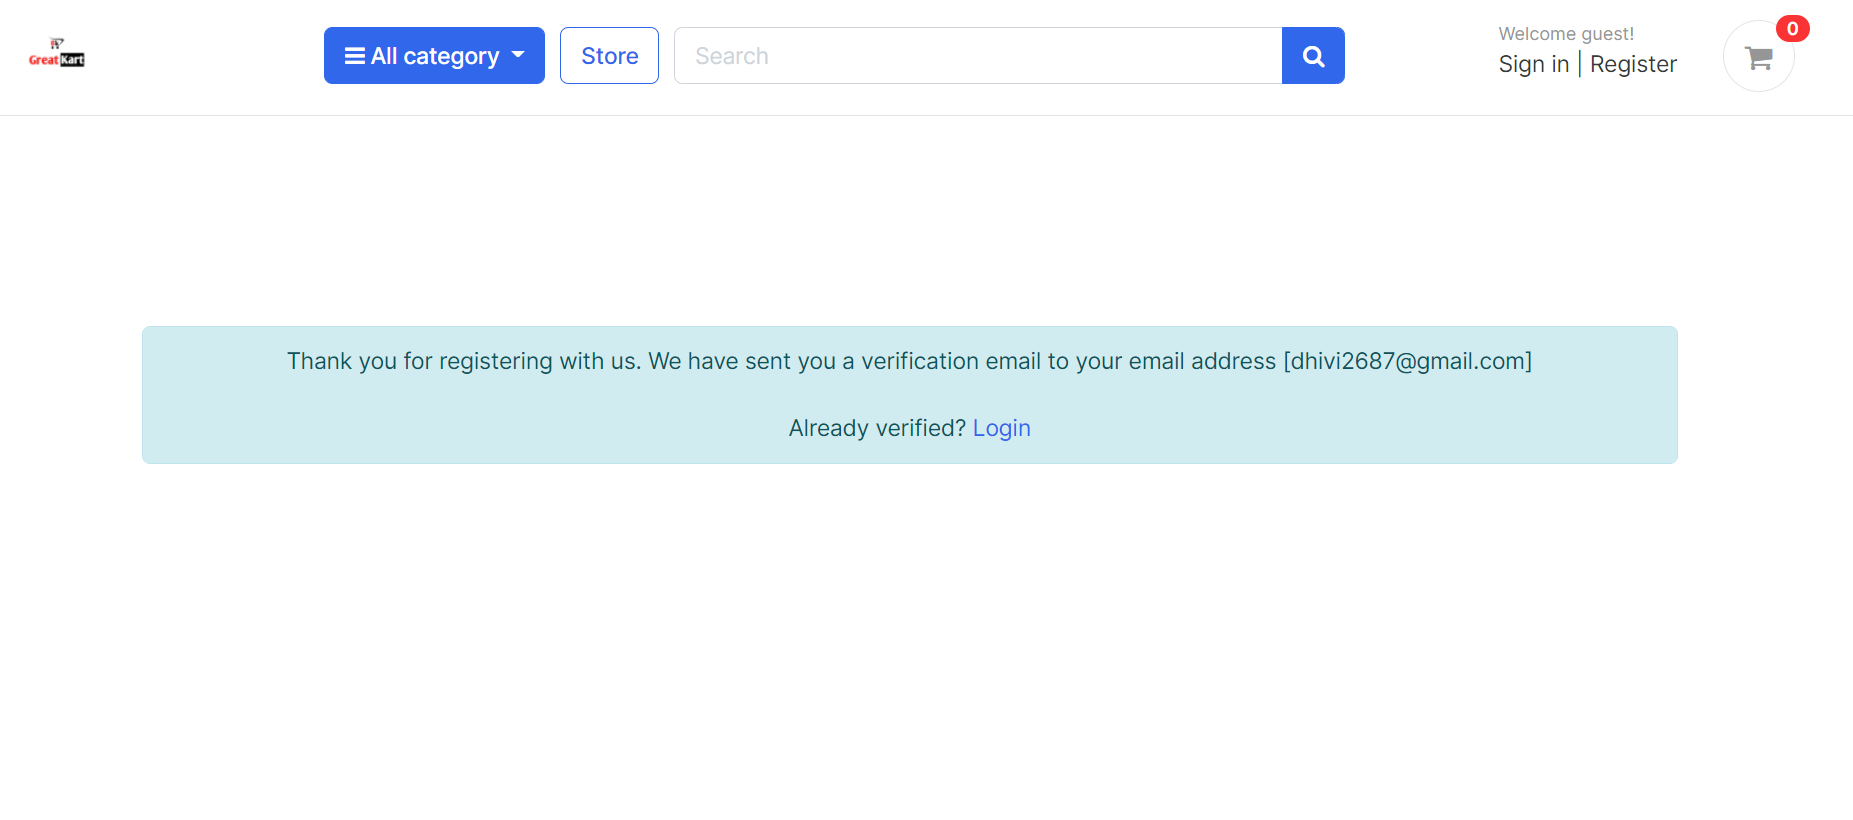 GreatKart
All category
Store
Search
Welcome guest!
Sign in | Register
0
Thank you for registering with us. We have sent you a verification email to your email address [dhivi2687@gmail.com]
Already verified? Login